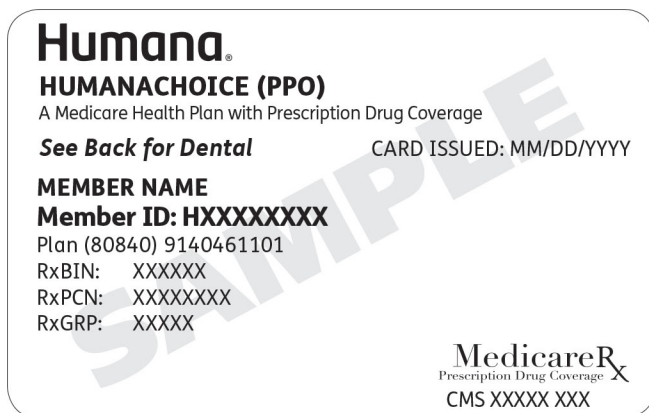 Humana®
HUMANACHOICE (PPO)
A Medicare Health Plan with Prescription Drug Coverage
See Back for Dental CARD ISSUED: MM/DD/YYYY
MEMBER NAME
Member ID: HXXXXXXXX
Plan (80840) 9140461101
RxBIN: XXXXXX
RxPCN: XXXXXXXX
RxGRP: XXXXX
SAMPLE
MedicareRx
Prescription Drug Coverage
CMS XXXXX XXX